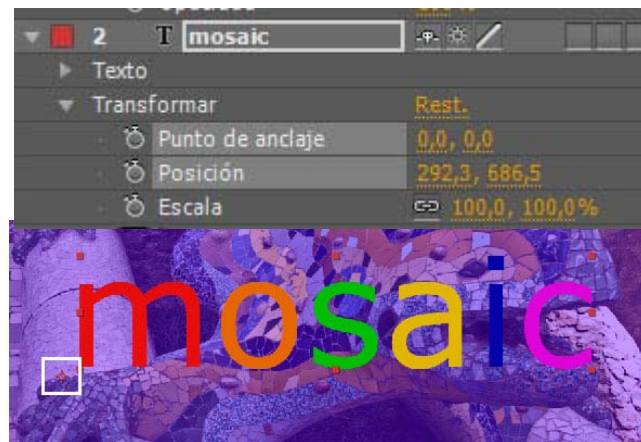 2 T mosaic
Texto
Transformar Rest.
Punto de anclaje 0,0, 0,0
Posición 292,3, 686,5
Escala 100,0, 100,0%
mosaic